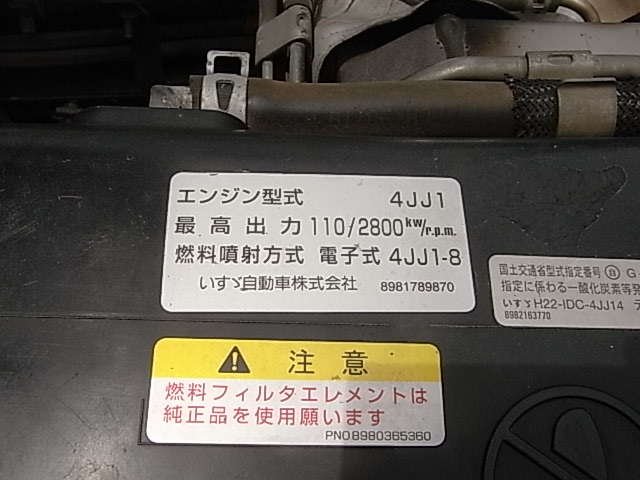 エンジン型式 4JJ1
最高出力 110/2800kw/r.p.m.
燃料噴射方式 電子式 4JJ1-8
いすゞ自動車株式会社 8981789870
国土交通省型式指定番号 自 G
指定に係わる一酸化炭素等発
いすゞH22-IDC-4JJ14 デ
8982163770
注意
燃料フィルタエレメントは
純正品を使用願います
PNO8980365360